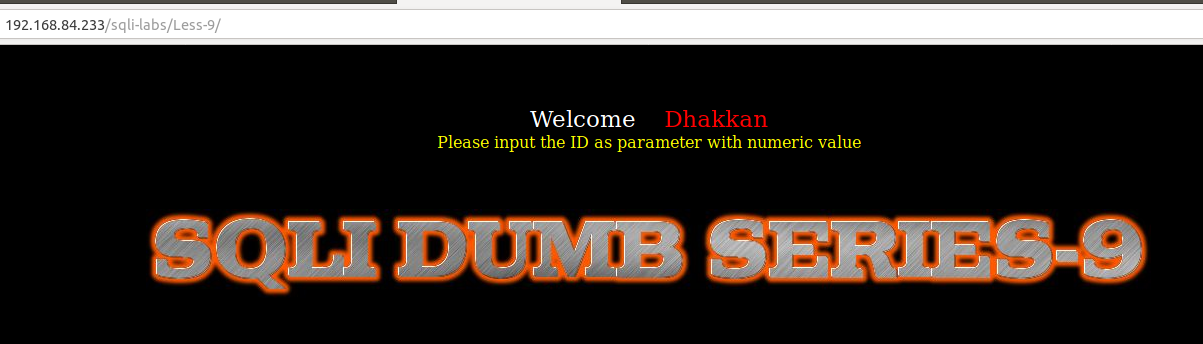 192.168.84.233/sqli-labs/Less-9/
Welcome Dhakkan
Please input the ID as parameter with numeric value
SQLI DUMB SERIES-9